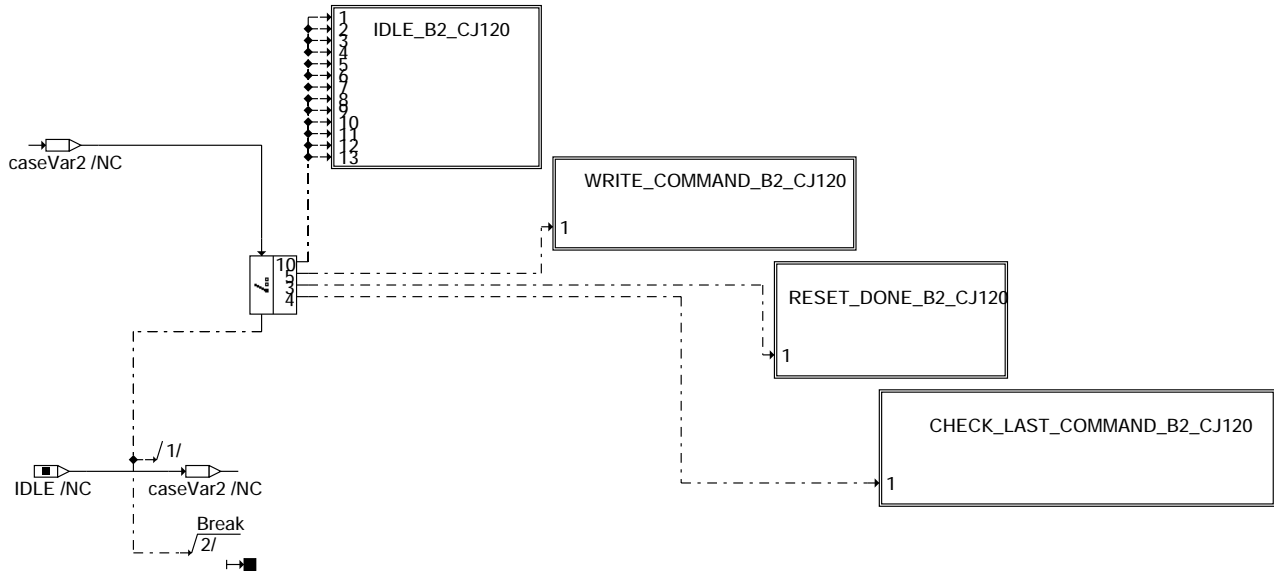 1
2
3
4
5
6
7
8
9
10
11
12
13
IDLE_B2_CJ120
caseVar2 /NC
WRITE_COMMAND_B2_CJ120
1
10
5
3
4
RESET_DONE_B2_CJ120
1
CHECK_LAST_COMMAND_B2_CJ120
1
/1/
IDLE /NC
caseVar2 /NC
Break
2/